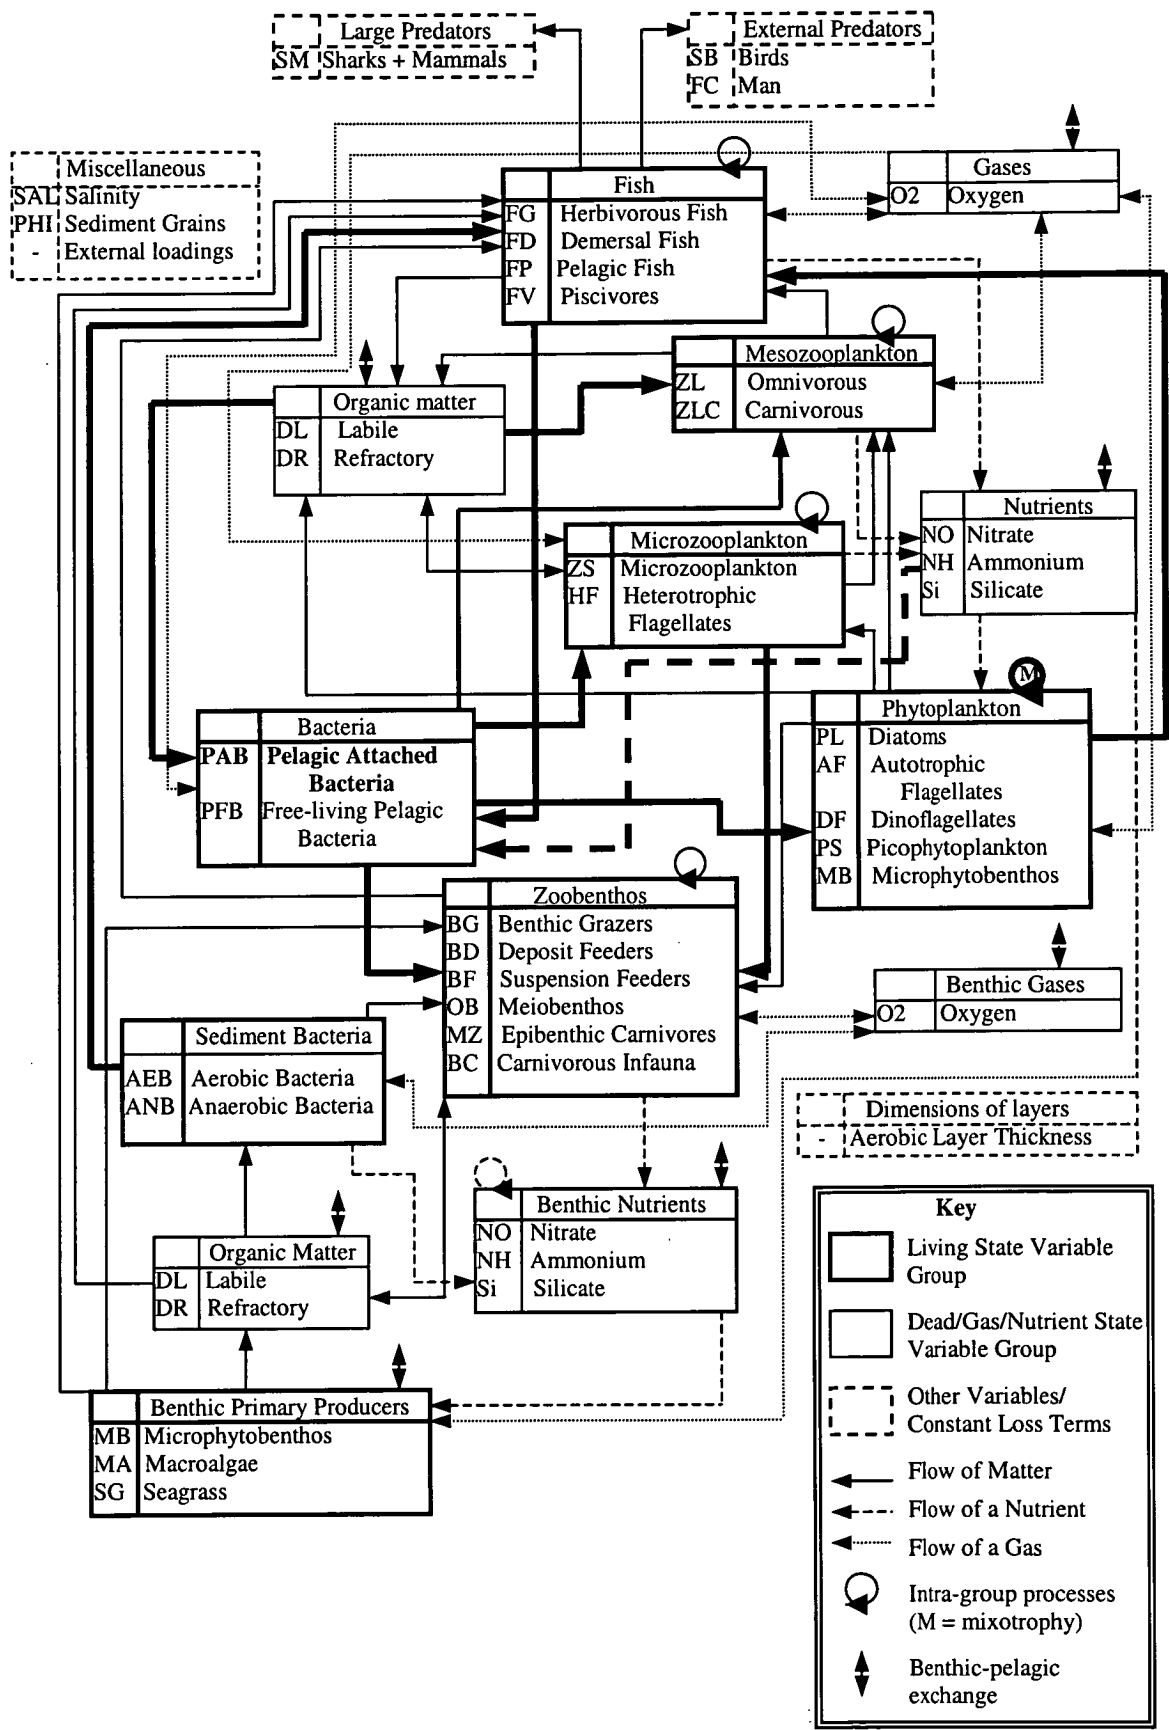 Large Predators
SM Sharks + Mammals
External Predators
SB Birds
FC Man
Miscellaneous
SAL Salinity
PHI Sediment Grains
- External loadings
Gases
O2 Oxygen
Fish
FG Herbivorous Fish
FD Demersal Fish
FP Pelagic Fish
FV Piscivores
Mesozooplankton
ZL Omnivorous
ZLC Carnivorous
Organic matter
DL Labile
DR Refractory
Nutrients
NO Nitrate
NH Ammonium
Si Silicate
Microzooplankton
ZS Microzooplankton
HF Heterotrophic
Flagellates
M
Phytoplankton
PL Diatoms
AF Autotrophic
Flagellates
DF Dinoflagellates
PS Picophytoplankton
MB Microphytobenthos
Bacteria
PAB Pelagic Attached
Bacteria
PFB Free-living Pelagic
Bacteria
Zoobenthos
BG Benthic Grazers
BD Deposit Feeders
BF Suspension Feeders
OB Meiobenthos
MZ Epibenthic Carnivores
BC Carnivorous Infauna
Benthic Gases
O2 Oxygen
Sediment Bacteria
AEB Aerobic Bacteria
ANB Anaerobic Bacteria
Dimensions of layers
- Aerobic Layer Thickness
Benthic Nutrients
NO Nitrate
NH Ammonium
Si Silicate
Organic Matter
DL Labile
DR Refractory
Benthic Primary Producers
MB Microphytobenthos
MA Macroalgae
SG Seagrass
Key
Living State Variable
Group
Dead/Gas/Nutrient State
Variable Group
Other Variables/
Constant Loss Terms
Flow of Matter
Flow of a Nutrient
Flow of a Gas
Intra-group processes
(M = mixotrophy)
Benthic-pelagic
exchange